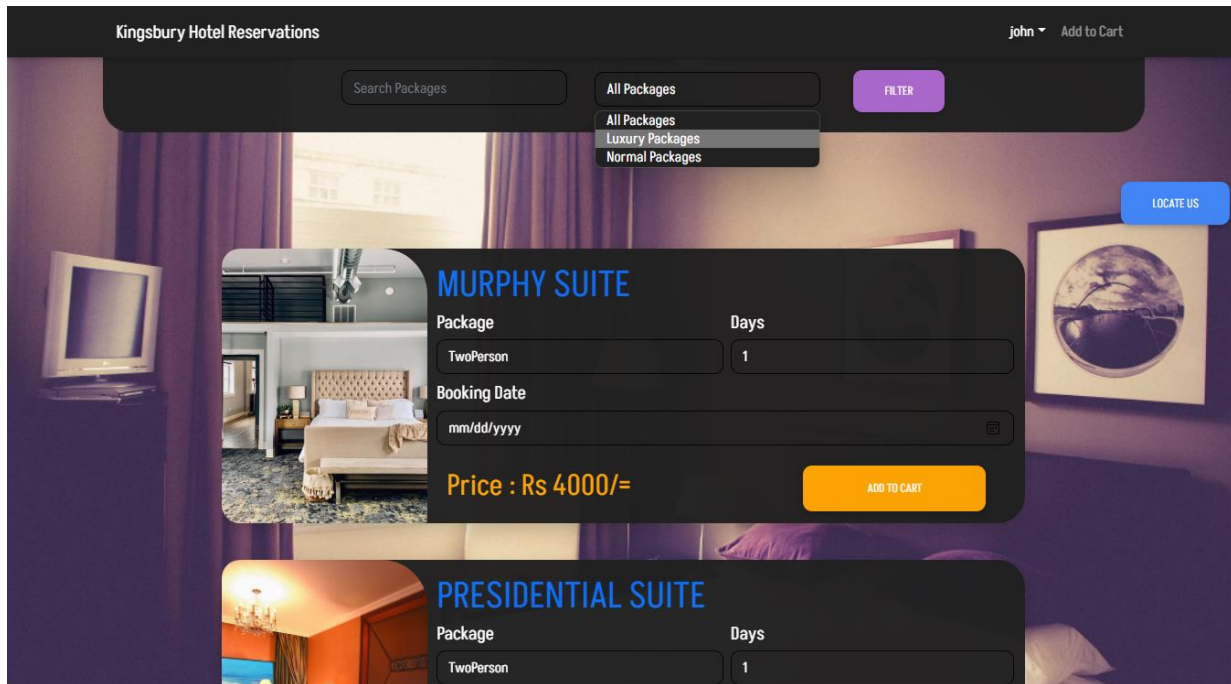 Kingsbury Hotel Reservations john Add to Cart
Search Packages All Packages FILTER
All Packages
Luxury Packages
Normal Packages
LOCATE US
MURPHY SUITE
Package Days
TwoPerson 1
Booking Date
mm/dd/yyyy
Price : Rs 4000/= ADD TO CART
PRESIDENTIAL SUITE
Package Days
TwoPerson 1